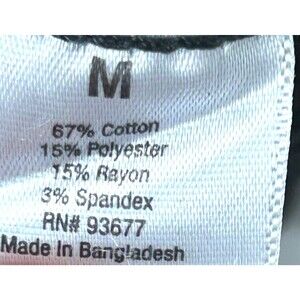 M
67% Cotton
15% Polyester
15% Rayon
3% Spandex
RN# 93677
Made In Bangladesh